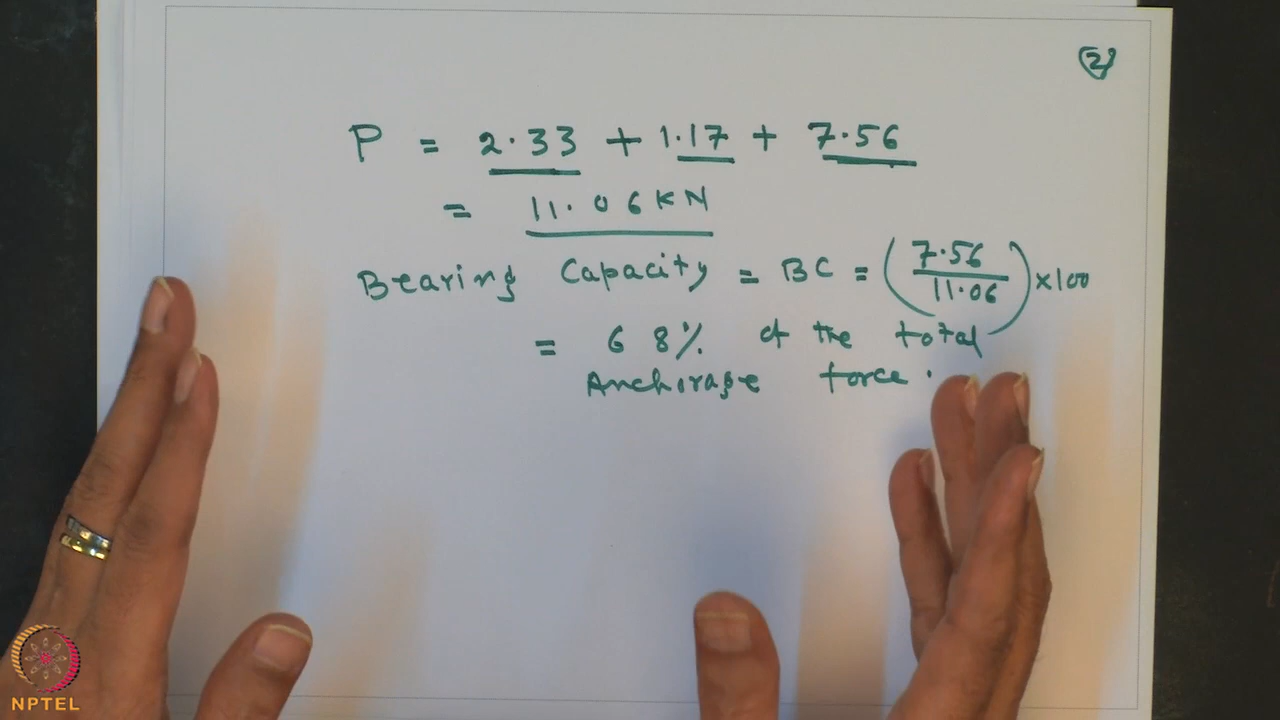 2
P = 2.33 + 1.17 + 7.56
= 11.06 KN
Bearing Capacity = BC = (7.56/11.06) × 100
= 68% of the total
Anchorage force.
NPTEL